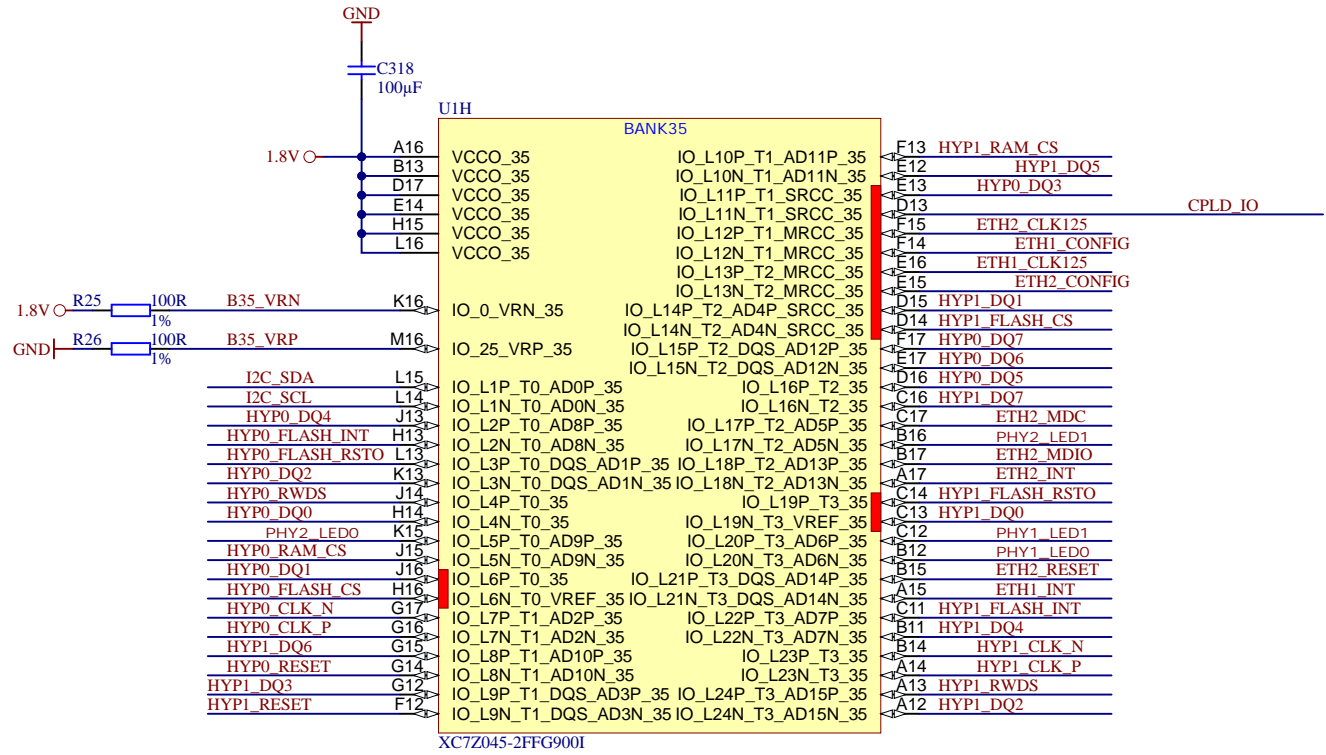 GND
C318
100µF
U1H
BANK35
1.8V
A16 VCCO_35 IO_L10P_T1_AD11P_35 F13 HYP1_RAM_CS
B13 VCCO_35 IO_L10N_T1_AD11N_35 E12 HYP1_DQ5
D17 VCCO_35 IO_L11P_T1_SRCC_35 E13 HYP0_DQ3
E14 VCCO_35 IO_L11N_T1_SRCC_35 D13 CPLD_IO
H15 VCCO_35 IO_L12P_T1_MRCC_35 F15 ETH2_CLK125
L16 VCCO_35 IO_L12N_T1_MRCC_35 F14 ETH1_CONFIG
IO_L13P_T2_MRCC_35 E16 ETH1_CLK125
IO_L13N_T2_MRCC_35 E15 ETH2_CONFIG
1.8V R25 100R 1% B35_VRN K16 IO_0_VRN_35 IO_L14P_T2_AD4P_SRCC_35 D15 HYP1_DQ1
IO_L14N_T2_AD4N_SRCC_35 D14 HYP1_FLASH_CS
GND R26 100R 1% B35_VRP M16 IO_25_VRP_35 IO_L15P_T2_DQS_AD12P_35 F17 HYP0_DQ7
IO_L15N_T2_DQS_AD12N_35 E17 HYP0_DQ6
I2C_SDA L15 IO_L1P_T0_AD0P_35 IO_L16P_T2_35 D16 HYP0_DQ5
I2C_SCL L14 IO_L1N_T0_AD0N_35 IO_L16N_T2_35 C16 HYP1_DQ7
HYP0_DQ4 J13 IO_L2P_T0_AD8P_35 IO_L17P_T2_AD5P_35 C17 ETH2_MDC
HYP0_FLASH_INT H13 IO_L2N_T0_AD8N_35 IO_L17N_T2_AD5N_35 B16 PHY2_LED1
HYP0_FLASH_RSTO L13 IO_L3P_T0_DQS_AD1P_35 IO_L18P_T2_AD13P_35 B17 ETH2_MDIO
HYP0_DQ2 K13 IO_L3N_T0_DQS_AD1N_35 IO_L18N_T2_AD13N_35 A17 ETH2_INT
HYP0_RWDS J14 IO_L4P_T0_35 IO_L19P_T3_35 C14 HYP1_FLASH_RSTO
HYP0_DQ0 H14 IO_L4N_T0_35 IO_L19N_T3_VREF_35 C13 HYP1_DQ0
PHY2_LED0 K15 IO_L5P_T0_AD9P_35 IO_L20P_T3_AD6P_35 C12 PHY1_LED1
HYP0_RAM_CS J15 IO_L5N_T0_AD9N_35 IO_L20N_T3_AD6N_35 B12 PHY1_LED0
HYP0_DQ1 J16 IO_L6P_T0_35 IO_L21P_T3_DQS_AD14P_35 B15 ETH2_RESET
HYP0_FLASH_CS H16 IO_L6N_T0_VREF_35 IO_L21N_T3_DQS_AD14N_35 A15 ETH1_INT
HYP0_CLK_N G17 IO_L7P_T1_AD2P_35 IO_L22P_T3_AD7P_35 C11 HYP1_FLASH_INT
HYP0_CLK_P G16 IO_L7N_T1_AD2N_35 IO_L22N_T3_AD7N_35 B11 HYP1_DQ4
HYP1_DQ6 G15 IO_L8P_T1_AD10P_35 IO_L23P_T3_35 B14 HYP1_CLK_N
HYP0_RESET G14 IO_L8N_T1_AD10N_35 IO_L23N_T3_35 A14 HYP1_CLK_P
HYP1_DQ3 G12 IO_L9P_T1_DQS_AD3P_35 IO_L24P_T3_AD15P_35 A13 HYP1_RWDS
HYP1_RESET F12 IO_L9N_T1_DQS_AD3N_35 IO_L24N_T3_AD15N_35 A12 HYP1_DQ2
XC7Z045-2FFG900I